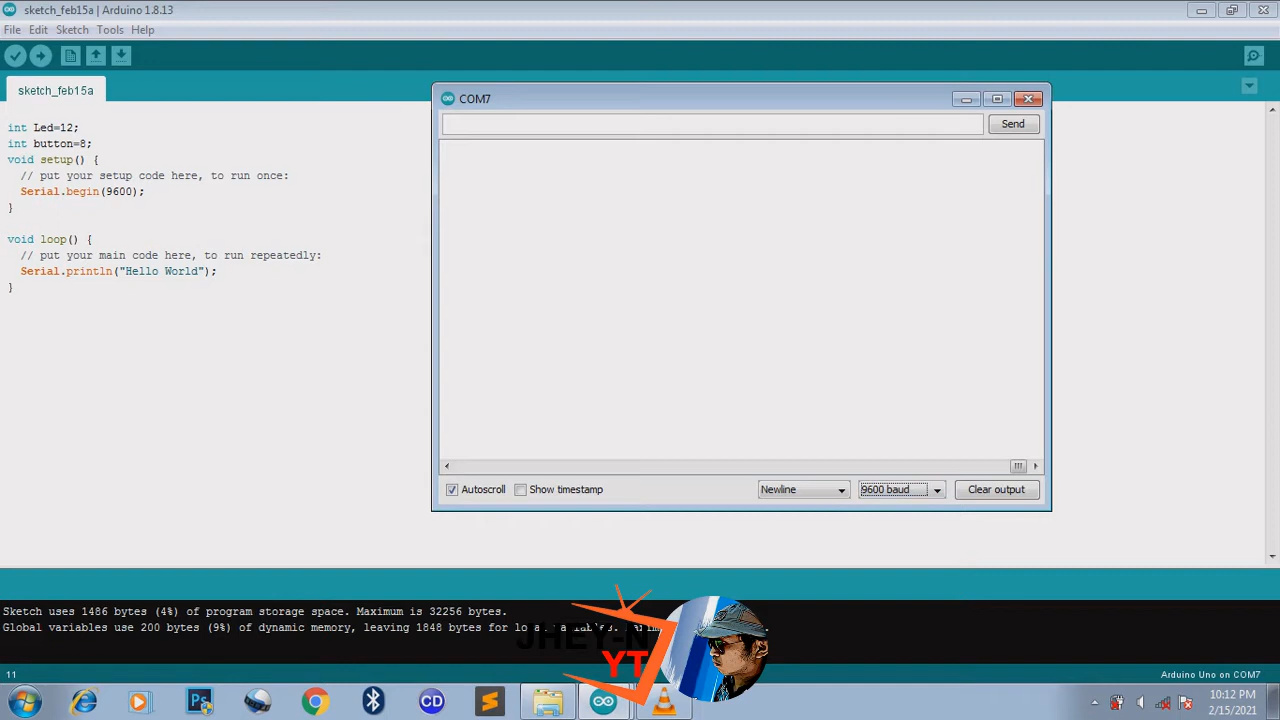 sketch_feb15a | Arduino 1.8.13
File Edit Sketch Tools Help
sketch_feb15a
int Led=12;
int button=8;
void setup() {
// put your setup code here, to run once:
Serial.begin(9600);
}
void loop() {
// put your main code here, to run repeatedly:
Serial.println("Hello World");
}
COM7
Send
Autoscroll Show timestamp Newline 9600 baud Clear output
Sketch uses 1486 bytes (4%) of program storage space. Maximum is 32256 bytes.
Global variables use 200 bytes (9%) of dynamic memory, leaving 1848 bytes for
JHEY-N
YT
11 Arduino Uno on COM7
Ps CD
10:12 PM
2/15/2021